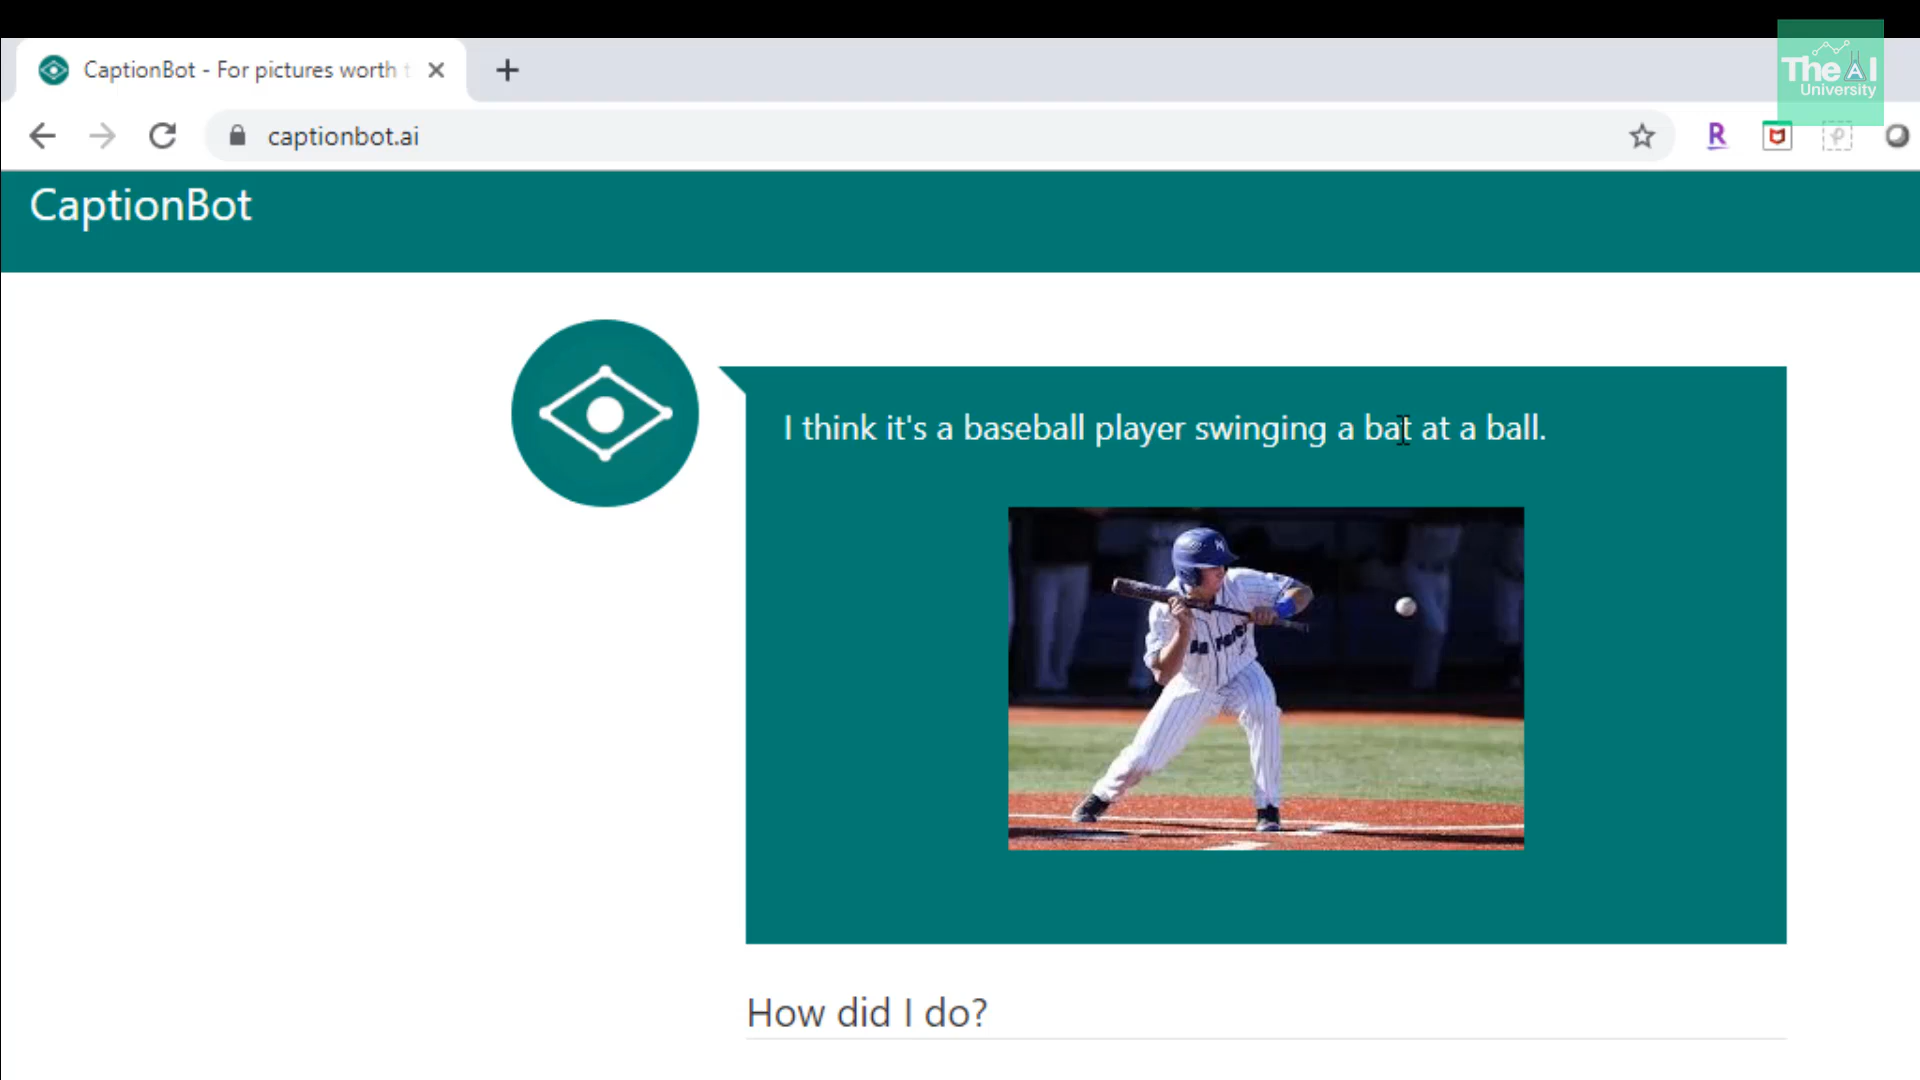 CaptionBot - For pictures worth t
The AI
University
captionbot.ai
R
CaptionBot
I think it's a baseball player swinging a bat at a ball.
How did I do?